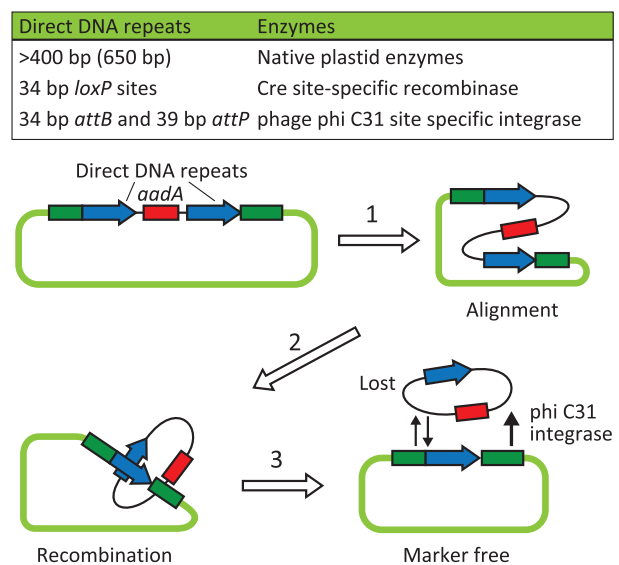 Direct DNA repeats Enzymes
>400 bp (650 bp) Native plastid enzymes
34 bp loxP sites Cre site-specific recombinase
34 bp attB and 39 bp attP phage phi C31 site specific integrase
Direct DNA repeats
aadA
1
Alignment
2
Lost
phi C31
integrase
3
Recombination
Marker free